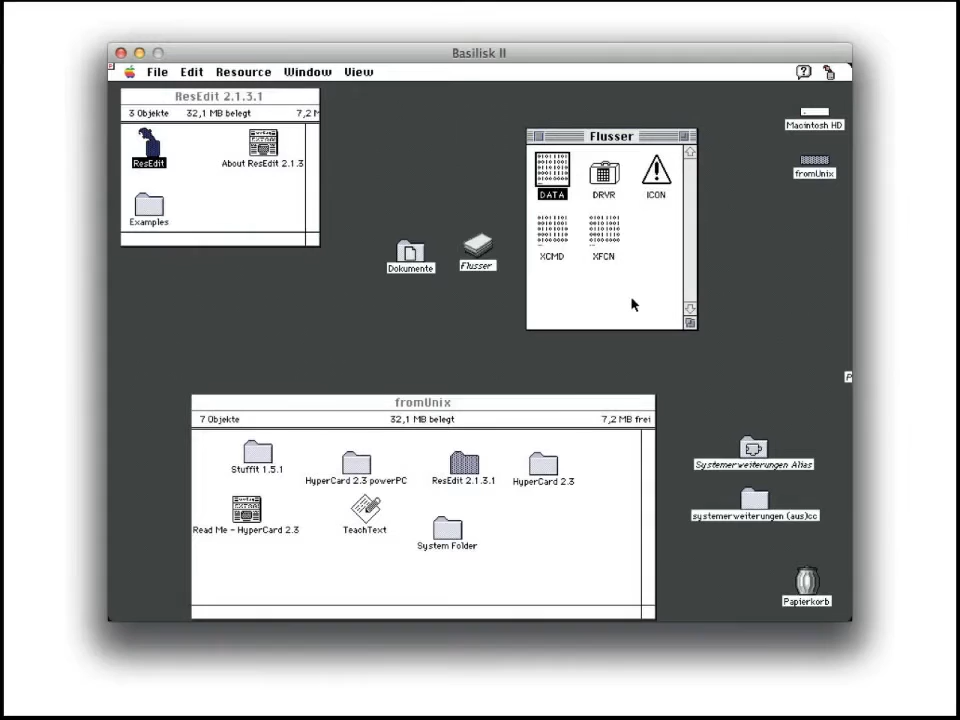 Basilisk II
File Edit Resource Window View
ResEdit 2.1.3.1
3 Objekte 32,1 MB belegt 7,2 M
ResEdit
About ResEdit 2.1.3
Examples
Dokumente
Flusser
Flusser
DATA
DRVR
ICON
XCMD
XFCN
Macintosh HD
fromUnix
P
fromUnix
7 Objekte 32,1 MB belegt 7,2 MB frei
Stuffit 1.5.1
HyperCard 2.3 powerPC
ResEdit 2.1.3.1
HyperCard 2.3
Read Me - HyperCard 2.3
TeachText
System Folder
Systemerweiterungen Alias
systemerweiterungen (aus)cc
Papierkorb